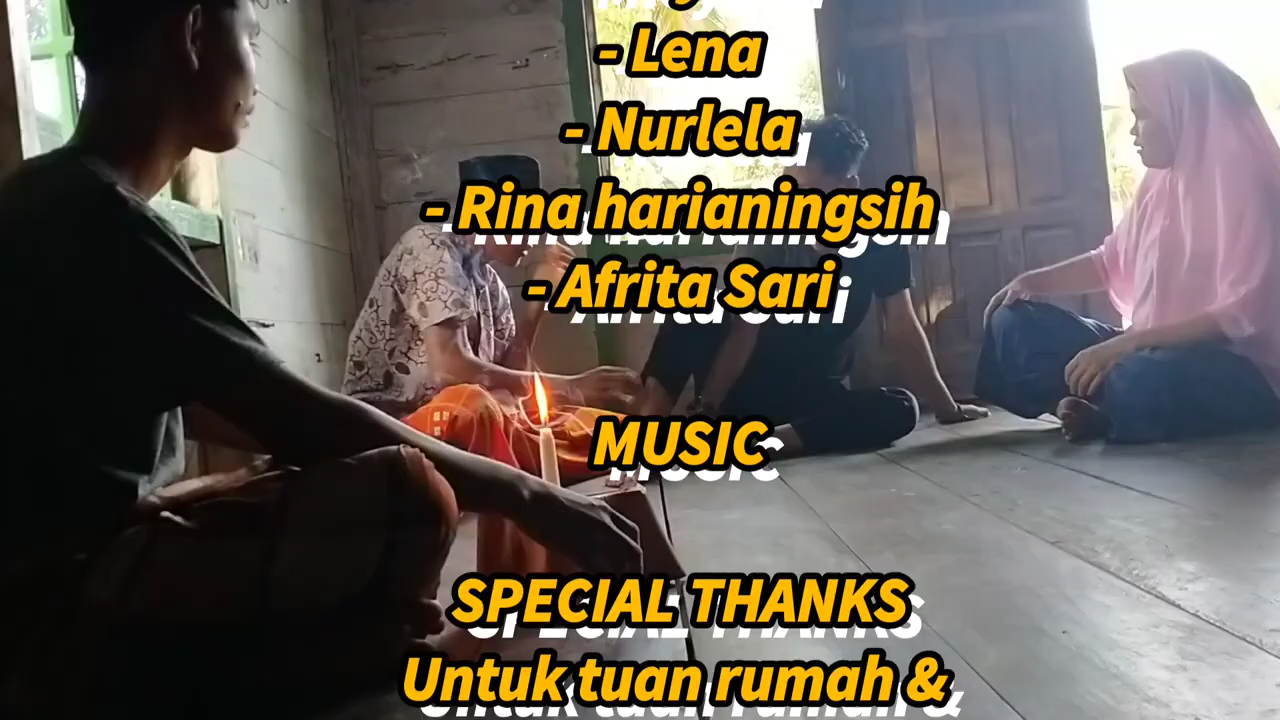 - Lena
- Nurlela
- Rina harianingsih
- Afrita Sari
MUSIC
SPECIAL THANKS
Untuk tuan rumah &